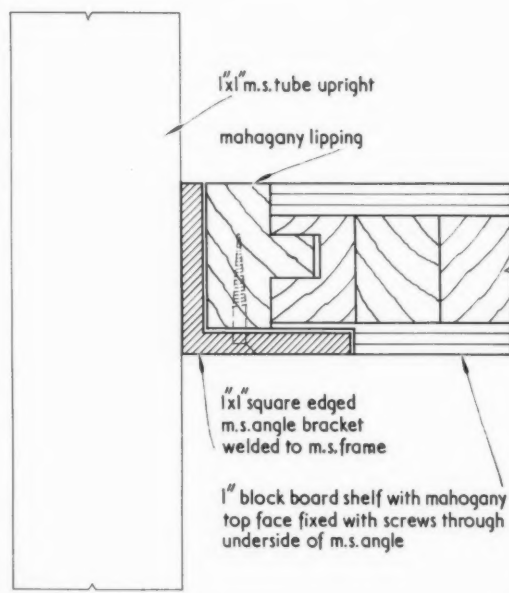 1"x1" m.s. tube upright
mahagany lipping
1"x1" square edged
m.s. angle bracket
welded to m.s. frame
1" block board shelf with mahogany
top face fixed with screws through
underside of m.s. angle